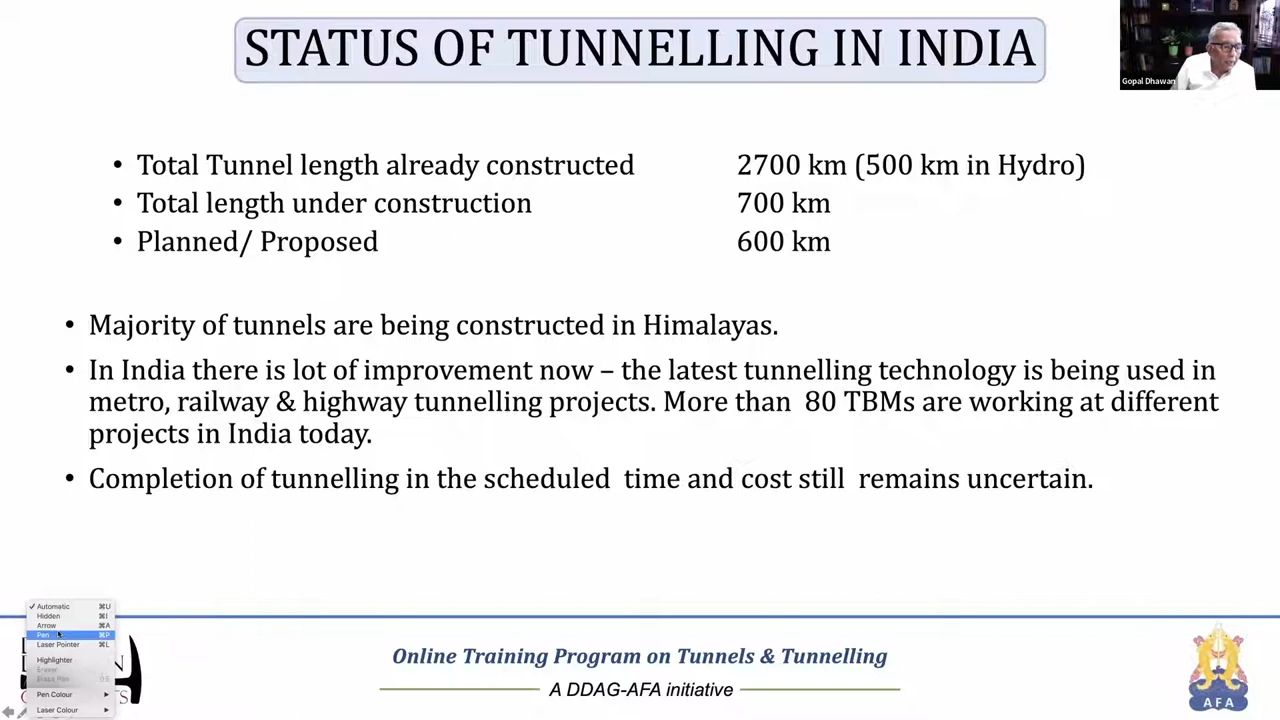 STATUS OF TUNNELLING IN INDIA
Gopal Dhawan
• Total Tunnel length already constructed 2700 km (500 km in Hydro)
• Total length under construction 700 km
• Planned/ Proposed 600 km
• Majority of tunnels are being constructed in Himalayas.
• In India there is lot of improvement now – the latest tunnelling technology is being used in
metro, railway & highway tunnelling projects. More than 80 TBMs are working at different
projects in India today.
• Completion of tunnelling in the scheduled time and cost still remains uncertain.
✓ Automatic ⌘U
Hidden ⌘I
Arrow ⌘A
Pen ⌘P
Laser Pointer ⌘L
Highlighter
Eraser
Pen Colour
Laser Colour
Online Training Program on Tunnels & Tunnelling
A DDAG-AFA initiative
AFA